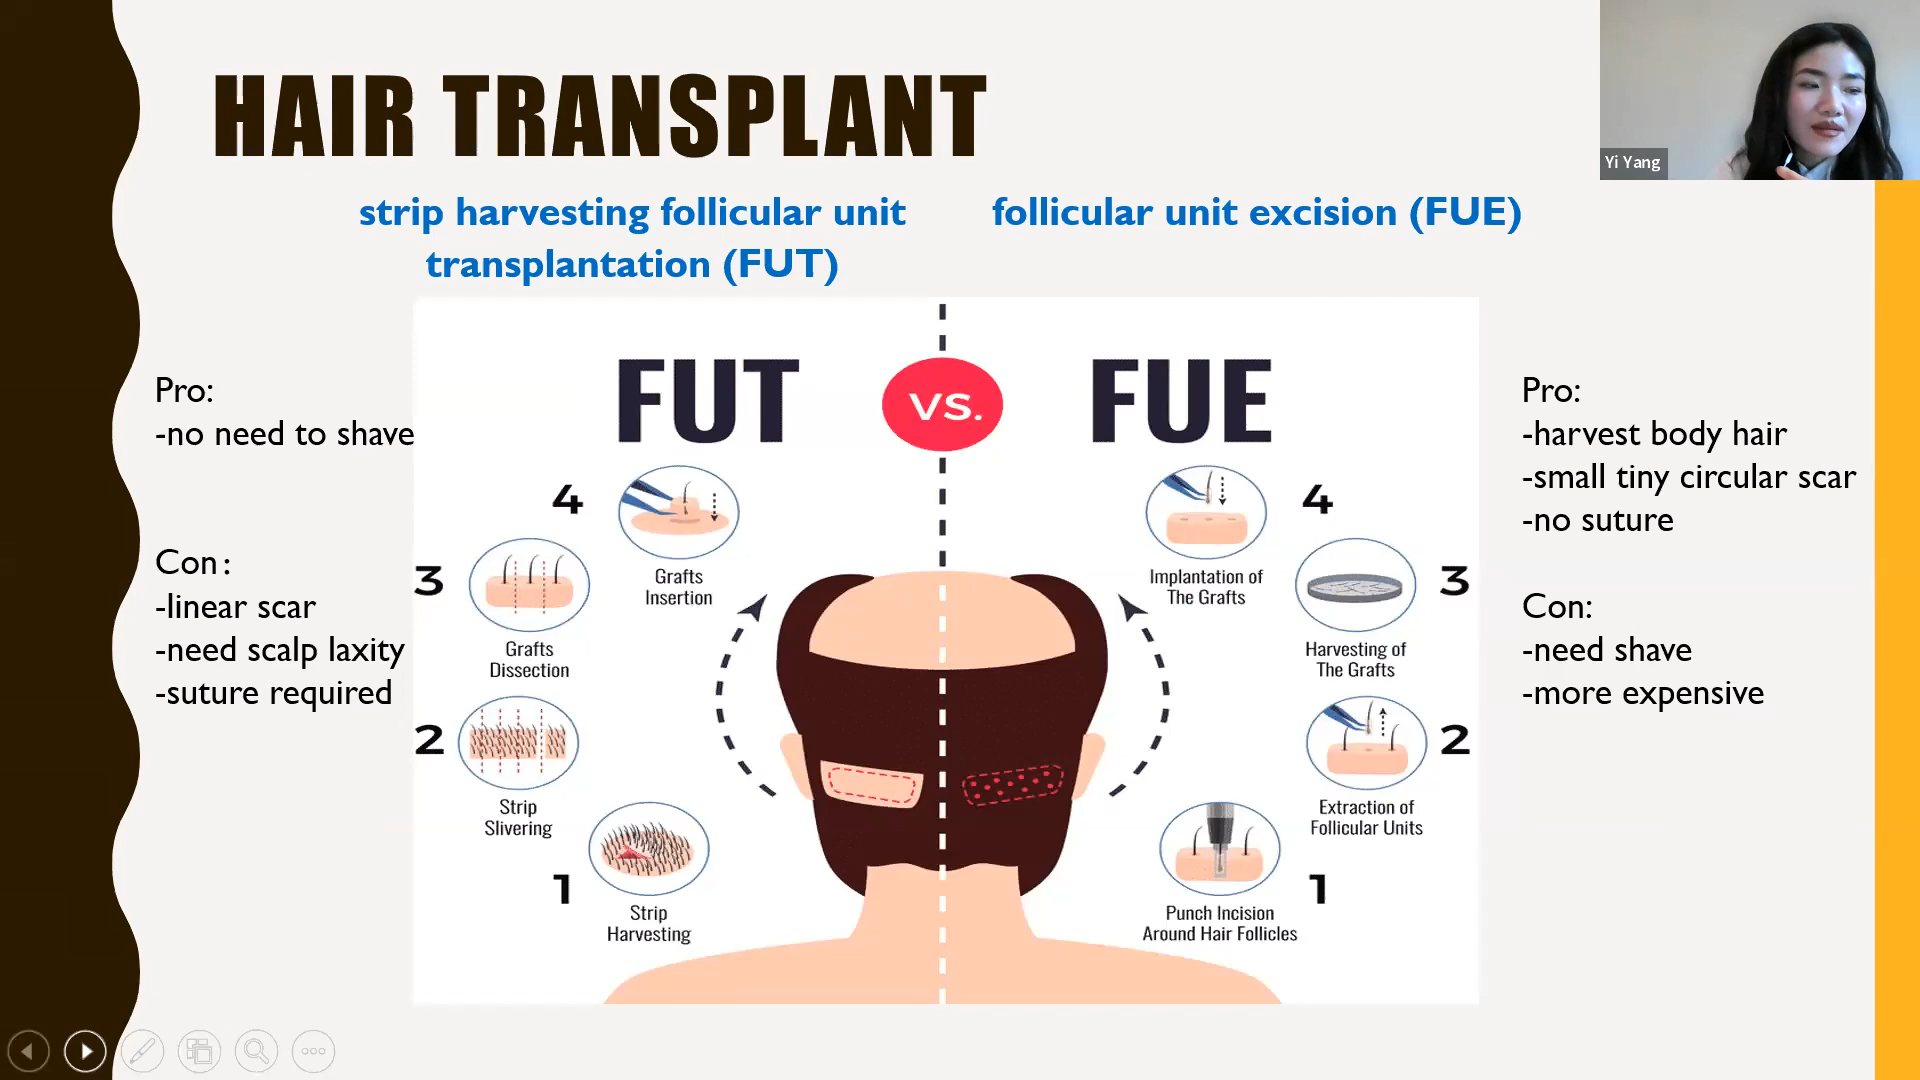 HAIR TRANSPLANT
Yi Yang
strip harvesting follicular unit
transplantation (FUT)
follicular unit excision (FUE)
Pro:
-no need to shave
Con:
-linear scar
-need scalp laxity
-suture required
FUT
VS.
FUE
4
Grafts
Insertion
3
Grafts
Dissection
2
Strip
Slivering
1
Strip
Harvesting
4
Implantation of
The Grafts
3
Harvesting of
The Grafts
2
Extraction of
Follicular Units
1
Punch Incision
Around Hair Follicles
Pro:
-harvest body hair
-small tiny circular scar
-no suture
Con:
-need shave
-more expensive